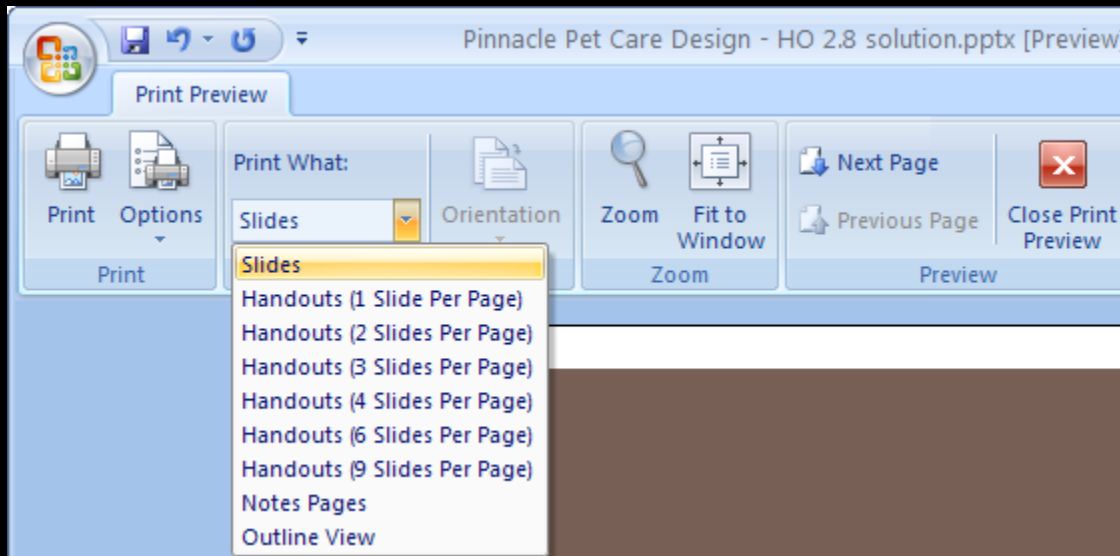 Pinnacle Pet Care Design - HO 2.8 solution.pptx [Preview]
Print Preview
Print What:
Next Page
Print
Options
Slides
Orientation
Zoom
Fit to
Window
Previous Page
Close Print
Preview
Print
Zoom
Preview
Slides
Handouts (1 Slide Per Page)
Handouts (2 Slides Per Page)
Handouts (3 Slides Per Page)
Handouts (4 Slides Per Page)
Handouts (6 Slides Per Page)
Handouts (9 Slides Per Page)
Notes Pages
Outline View